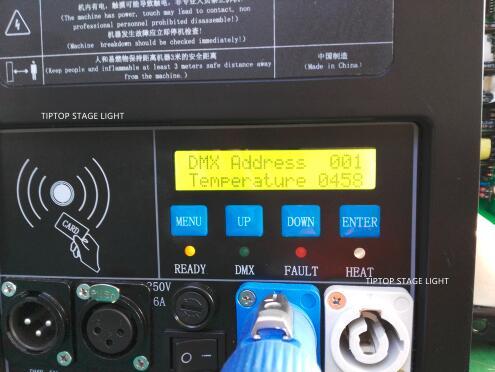 机内有电,触摸可能导致触电,非专业人员禁止拆卸!
(The machine has power, touch may lead to contact, non
professional personnel prohibited disassemble!)
机器发生故障应立即停机检查!
(Machine breakdown should be checked immediately!)
人和易燃物保持距离机器3米的安全距离
(Keep people and inflammable at least 3 meters safe distance away
from the machine.)
中国制造
(Made in China)
TIPTOP STAGE LIGHT
DMX Address 001
Temperature 0458
MENU
UP
DOWN
ENTER
READY
DMX
FAULT
HEAT
CARD
TIPTOP STAGE LIGHT
250V
6A